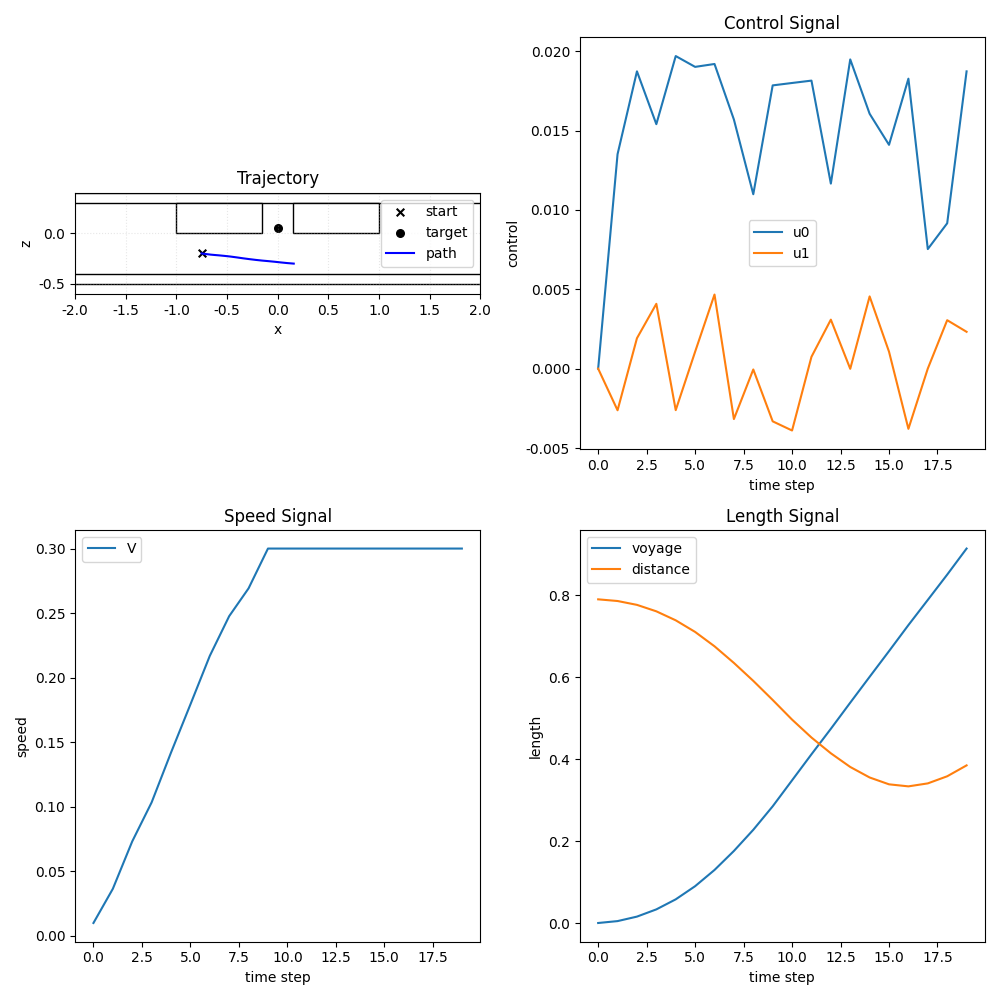 Trajectory
start
target
path
0.0
-0.5
z
-2.0 -1.5 -1.0 -0.5 0.0 0.5 1.0 1.5 2.0
x
Control Signal
0.020
0.015
0.010
0.005
0.000
-0.005
control
u0
u1
0.0 2.5 5.0 7.5 10.0 12.5 15.0 17.5
time step
Speed Signal
V
0.30
0.25
0.20
0.15
0.10
0.05
0.00
speed
0.0 2.5 5.0 7.5 10.0 12.5 15.0 17.5
time step
Length Signal
voyage
distance
0.8
0.6
0.4
0.2
0.0
length
0.0 2.5 5.0 7.5 10.0 12.5 15.0 17.5
time step